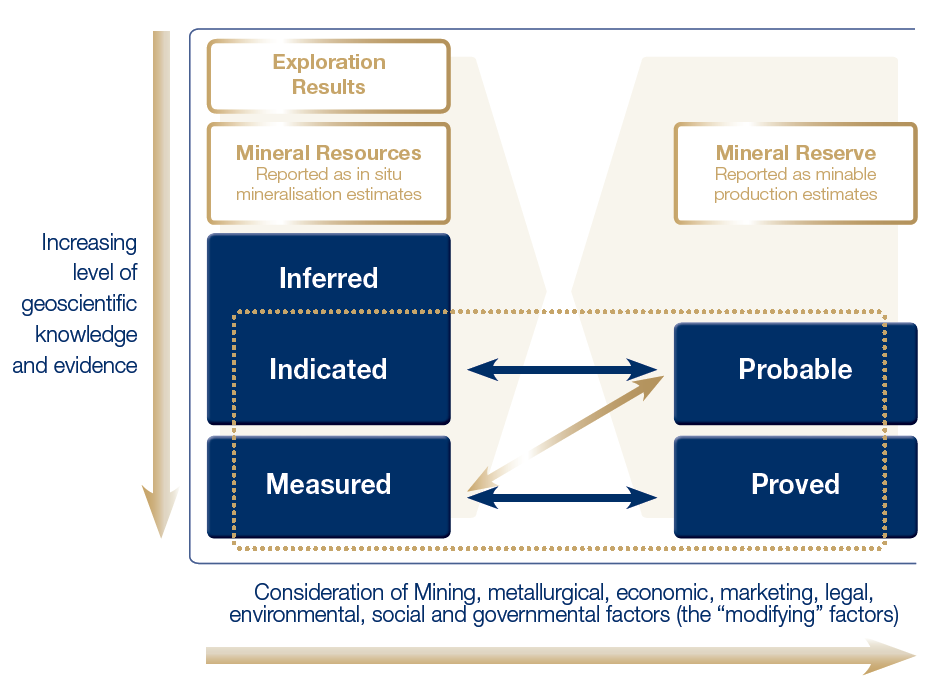 Exploration
Results
Mineral Resources
Reported as in situ
mineralisation estimates
Mineral Reserve
Reported as minable
production estimates
Increasing
level of
geoscientific
knowledge
and evidence
Inferred
Indicated
Probable
Measured
Proved
Consideration of Mining, metallurgical, economic, marketing, legal,
environmental, social and governmental factors (the “modifying” factors)